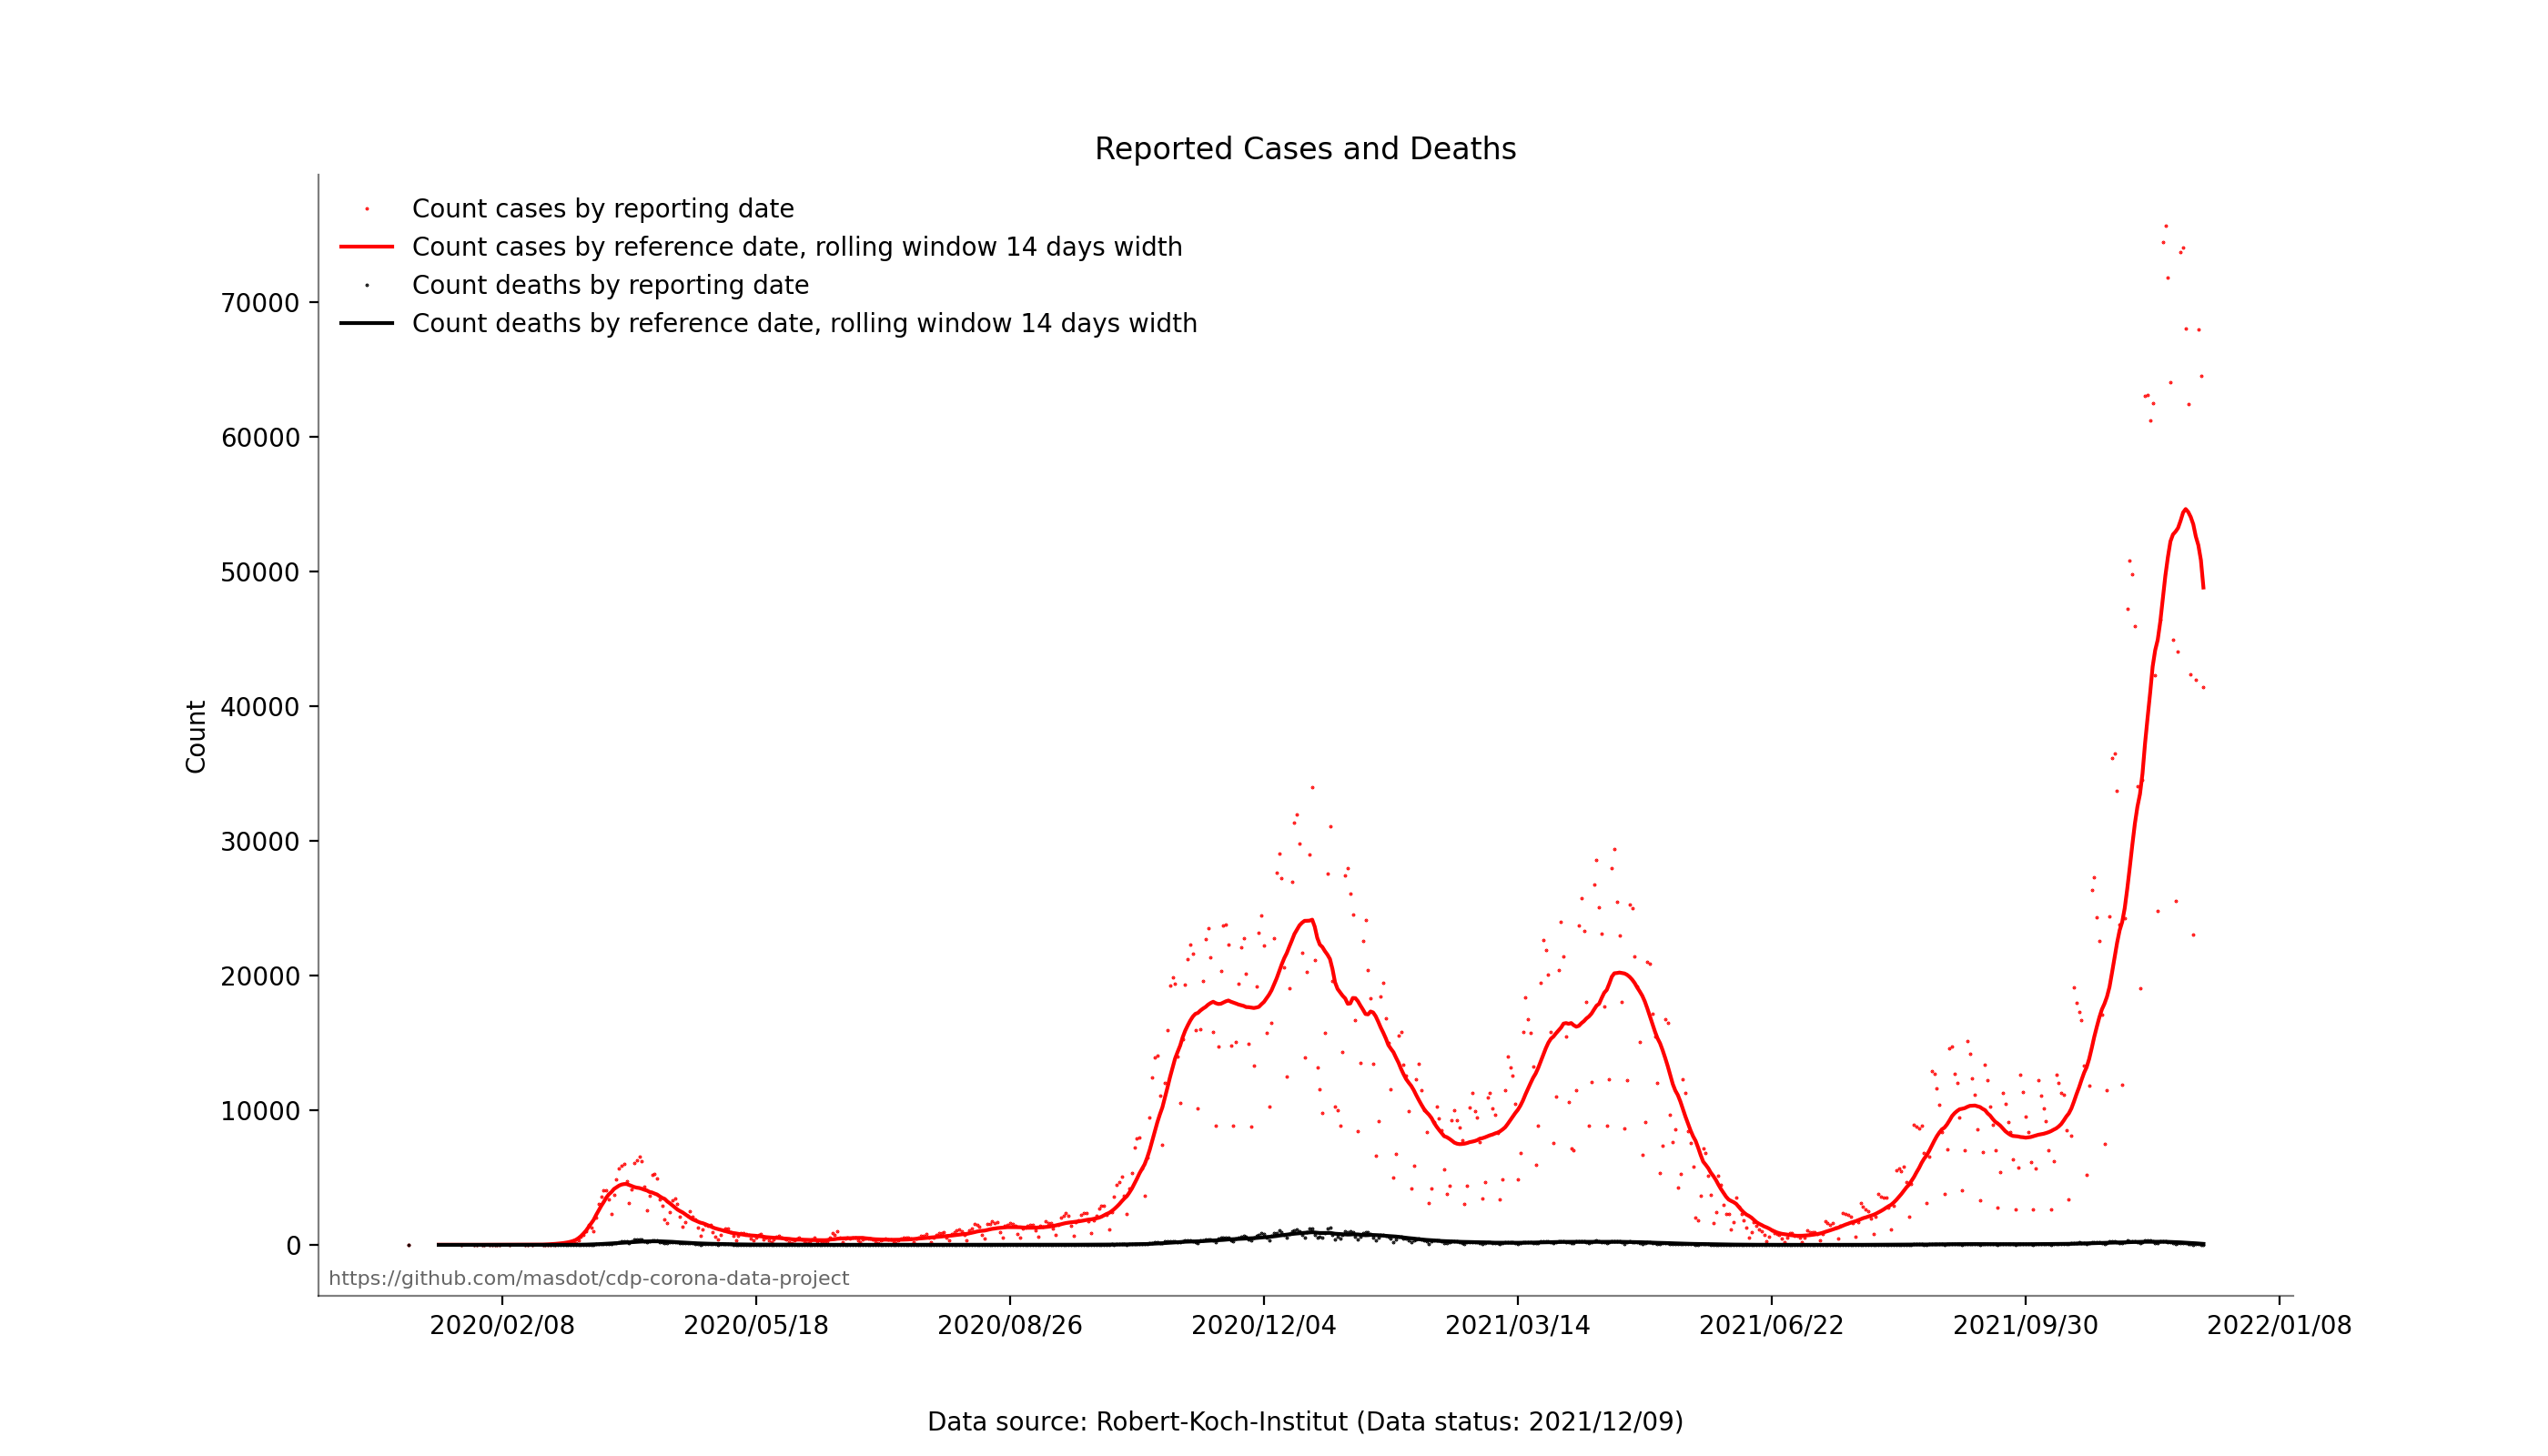 Reported Cases and Deaths
Count cases by reporting date
Count cases by reference date, rolling window 14 days width
Count deaths by reporting date
Count deaths by reference date, rolling window 14 days width
70000
60000
50000
40000
30000
20000
10000
0
Count
https://github.com/masdot/cdp-corona-data-project
2020/02/08 2020/05/18 2020/08/26 2020/12/04 2021/03/14 2021/06/22 2021/09/30 2022/01/08
Data source: Robert-Koch-Institut (Data status: 2021/12/09)